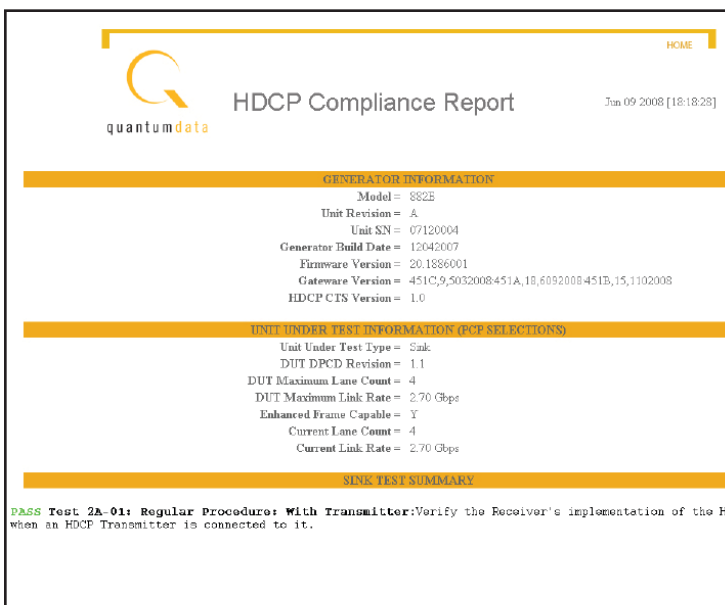 HOME
quantumdata
HDCP Compliance Report
Jun 09 2008 [18:18:28]
GENERATOR INFORMATION
Model = 882E
Unit Revision = A
Unit SN = 07120004
Generator Build Date = 12042007
Firmware Version = 20.1886001
Gateware Version = 451C,9,5032008:451A,18,6092008:451B,15,1102008
HDCP CTS Version = 1.0
UNIT UNDER TEST INFORMATION (PCP SELECTIONS)
Unit Under Test Type = Sink
DUT DPCD Revision = 1.1
DUT Maximum Lane Count = 4
DUT Maximum Link Rate = 2.70 Gbps
Enhanced Frame Capable = Y
Current Lane Count = 4
Current Link Rate = 2.70 Gbps
SINK TEST SUMMARY
PASS Test 2A-01: Regular Procedure: With Transmitter:Verify the Receiver's implementation of the H
when an HDCP Transmitter is connected to it.